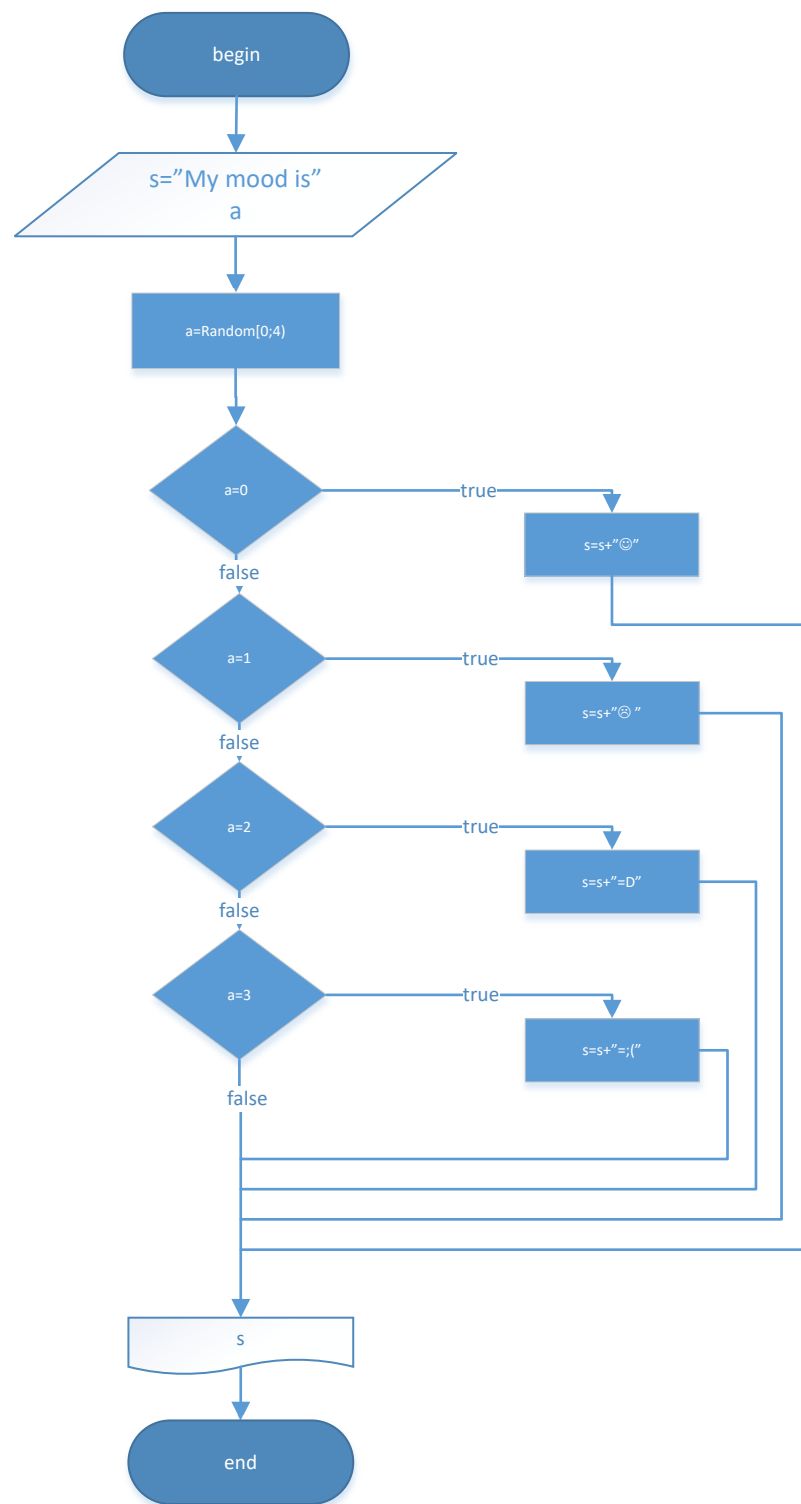 begin
s=”My mood is”
a
a=Random[0;4)
a=0
true
s=s+”☺”
false
a=1
true
s=s+”☹ ”
false
a=2
true
s=s+”=D”
false
a=3
true
s=s+”=;(”
false
s
end